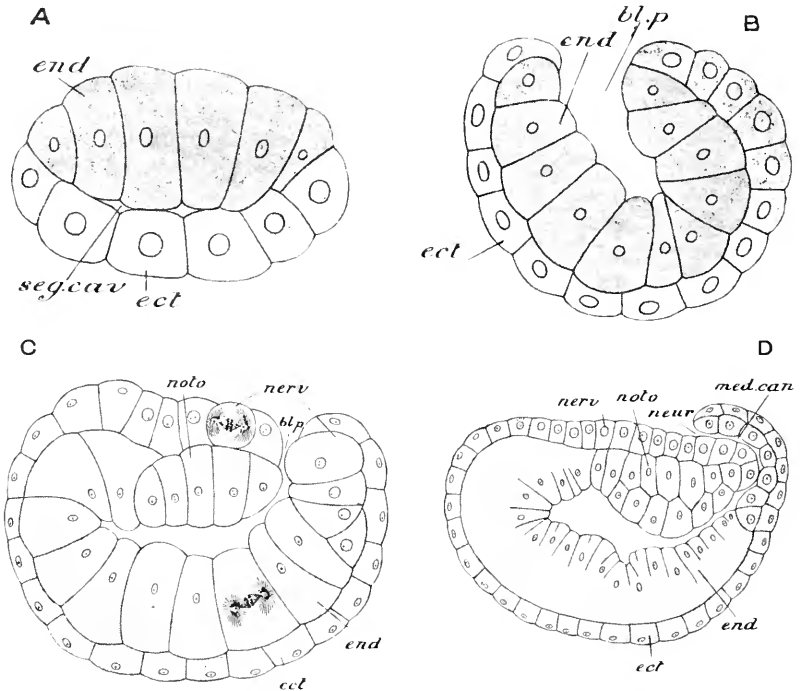 A
end
seg.cav
ect
B
bl.p
end
ect
C
noto
nerv
bl.p
end
ect
D
nerv
noto
neur
med.can
end
ect